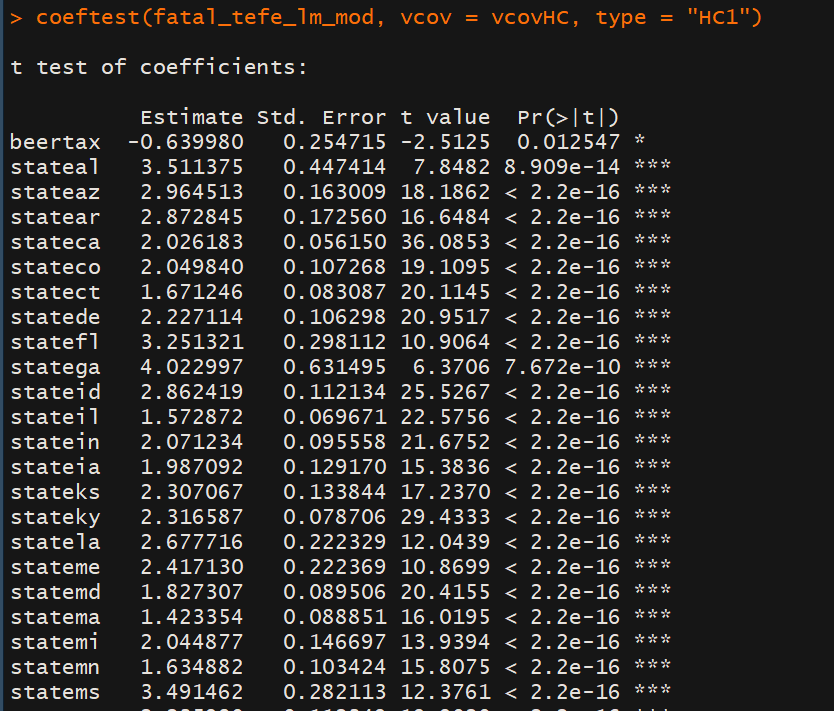 > coeftest(fatal_tefe_lm_mod, vcov = vcovHC, type = "HC1")
t test of coefficients:
Estimate Std. Error t value Pr(>|t|)
beertax -0.639980 0.254715 -2.5125 0.012547 *
stateal 3.511375 0.447414 7.8482 8.909e-14 ***
stateaz 2.964513 0.163009 18.1862 < 2.2e-16 ***
statear 2.872845 0.172560 16.6484 < 2.2e-16 ***
stateca 2.026183 0.056150 36.0853 < 2.2e-16 ***
stateco 2.049840 0.107268 19.1095 < 2.2e-16 ***
statect 1.671246 0.083087 20.1145 < 2.2e-16 ***
statede 2.227114 0.106298 20.9517 < 2.2e-16 ***
statefl 3.251321 0.298112 10.9064 < 2.2e-16 ***
statega 4.022997 0.631495 6.3706 7.672e-10 ***
stateid 2.862419 0.112134 25.5267 < 2.2e-16 ***
stateil 1.572872 0.069671 22.5756 < 2.2e-16 ***
statein 2.071234 0.095558 21.6752 < 2.2e-16 ***
stateia 1.987092 0.129170 15.3836 < 2.2e-16 ***
stateks 2.307067 0.133844 17.2370 < 2.2e-16 ***
stateky 2.316587 0.078706 29.4333 < 2.2e-16 ***
statela 2.677716 0.222329 12.0439 < 2.2e-16 ***
stateme 2.417130 0.222369 10.8699 < 2.2e-16 ***
statemd 1.827307 0.089506 20.4155 < 2.2e-16 ***
statema 1.423354 0.088851 16.0195 < 2.2e-16 ***
statemi 2.044877 0.146697 13.9394 < 2.2e-16 ***
statemn 1.634882 0.103424 15.8075 < 2.2e-16 ***
statems 3.491462 0.282113 12.3761 < 2.2e-16 ***